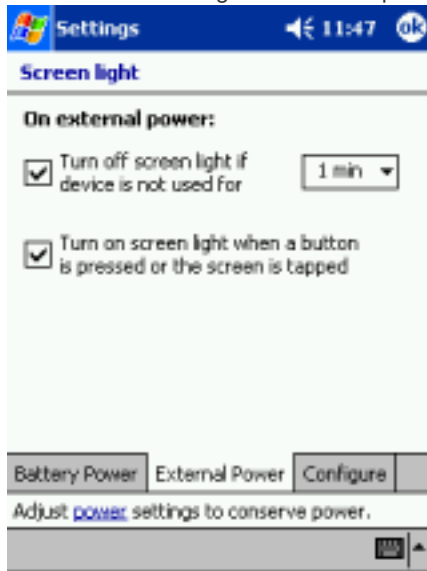 Settings 11:47 ok
Screen light
On external power:
Turn off screen light if
device is not used for 1 min
Turn on screen light when a button
is pressed or the screen is tapped
Battery Power External Power Configure
Adjust power settings to conserve power.